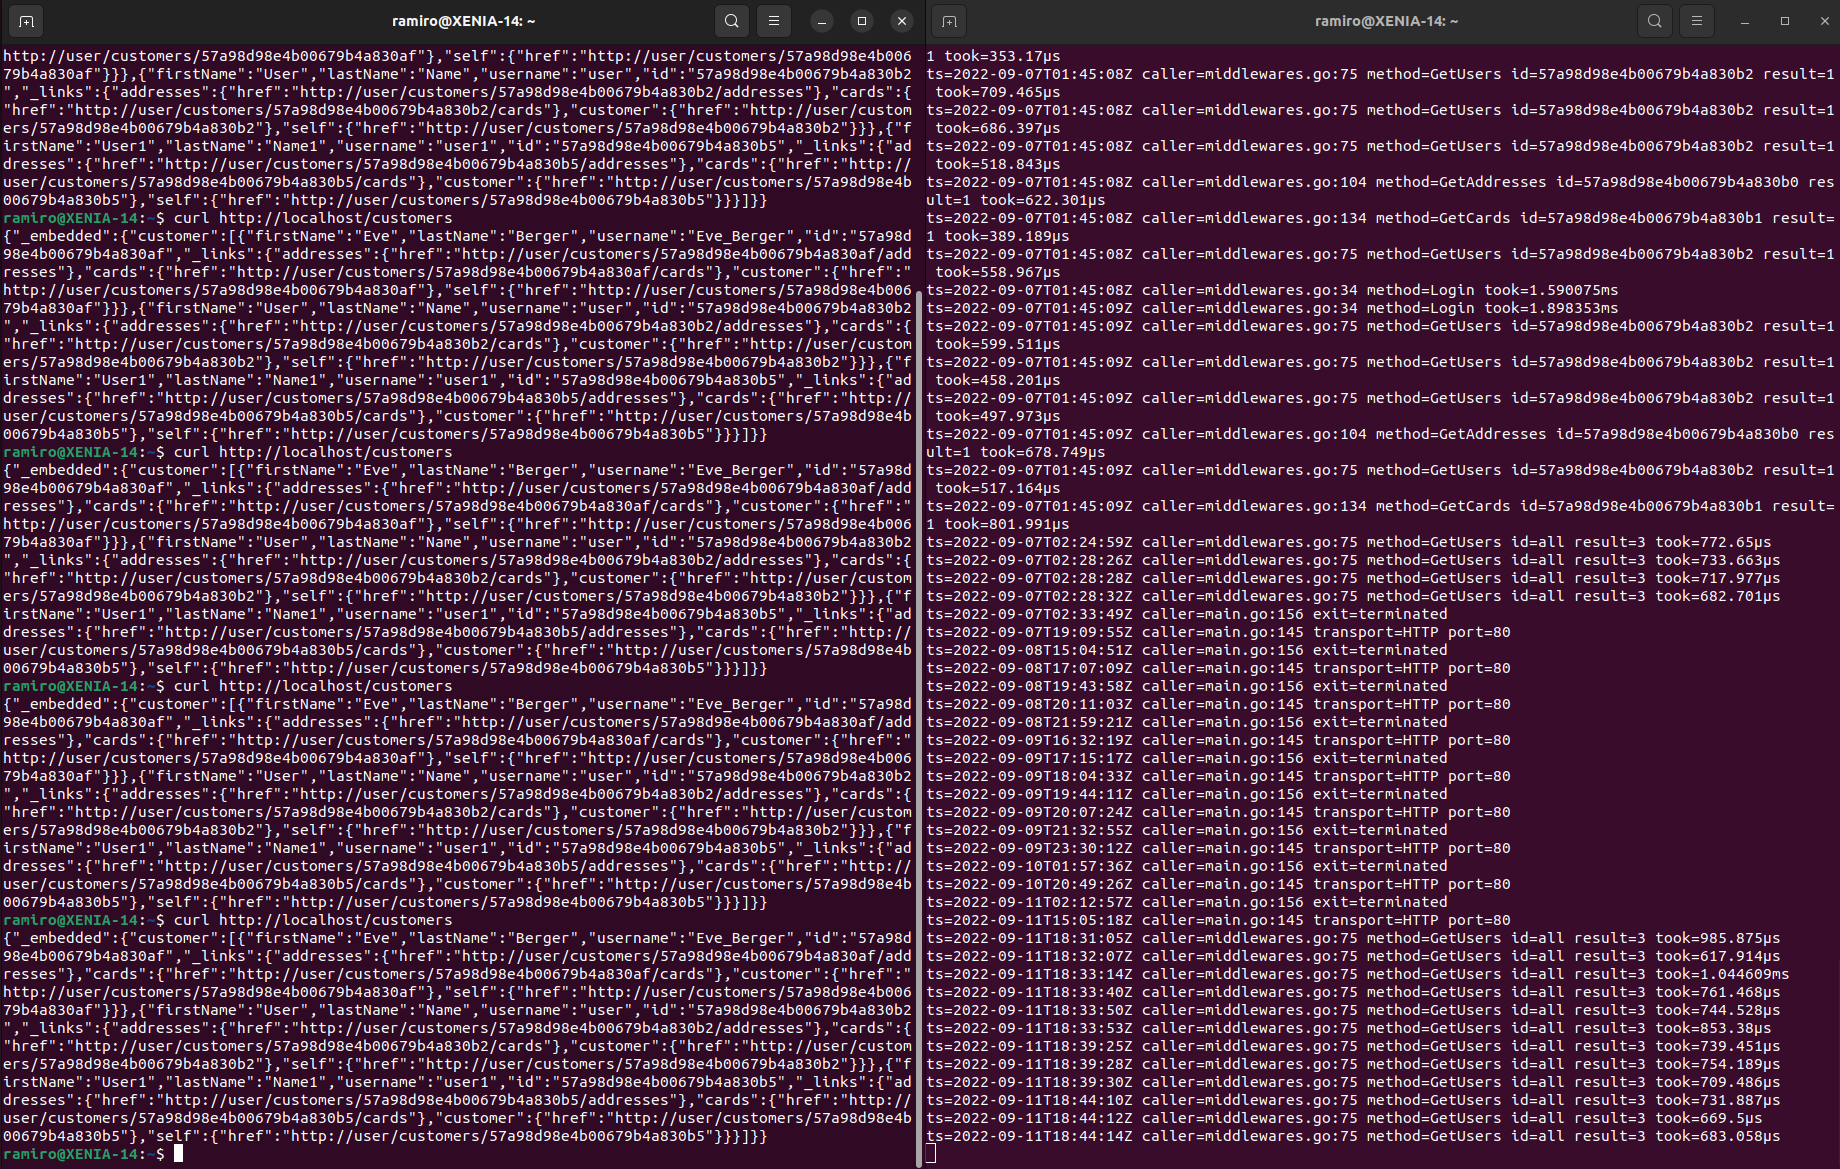 ramiro@XENIA-14: ~
http://user/customers/57a98d98e4b00679b4a830af"},"self":{"href":"http://user/customers/57a98d98e4b006
79b4a830af"}}},{"firstName":"User","lastName":"Name","username":"user","id":"57a98d98e4b00679b4a830b2
","_links":{"addresses":{"href":"http://user/customers/57a98d98e4b00679b4a830b2/addresses"},"cards":{
"href":"http://user/customers/57a98d98e4b00679b4a830b2/cards"},"customer":{"href":"http://user/custom
ers/57a98d98e4b00679b4a830b2"},"self":{"href":"http://user/customers/57a98d98e4b00679b4a830b2"}}},{"f
irstName":"User1","lastName":"Name1","username":"user1","id":"57a98d98e4b00679b4a830b5","_links":{"ad
dresses":{"href":"http://user/customers/57a98d98e4b00679b4a830b5/addresses"},"cards":{"href":"http://
user/customers/57a98d98e4b00679b4a830b5/cards"},"customer":{"href":"http://user/customers/57a98d98e4b
00679b4a830b5"},"self":{"href":"http://user/customers/57a98d98e4b00679b4a830b5"}}}]}}
ramiro@XENIA-14:~$ curl http://localhost/customers
{"_embedded":{"customer":[{"firstName":"Eve","lastName":"Berger","username":"Eve_Berger","id":"57a98d
98e4b00679b4a830af","_links":{"addresses":{"href":"http://user/customers/57a98d98e4b00679b4a830af/add
resses"},"cards":{"href":"http://user/customers/57a98d98e4b00679b4a830af/cards"},"customer":{"href":"
http://user/customers/57a98d98e4b00679b4a830af"},"self":{"href":"http://user/customers/57a98d98e4b006
79b4a830af"}}},{"firstName":"User","lastName":"Name","username":"user","id":"57a98d98e4b00679b4a830b2
","_links":{"addresses":{"href":"http://user/customers/57a98d98e4b00679b4a830b2/addresses"},"cards":{
"href":"http://user/customers/57a98d98e4b00679b4a830b2/cards"},"customer":{"href":"http://user/custom
ers/57a98d98e4b00679b4a830b2"},"self":{"href":"http://user/customers/57a98d98e4b00679b4a830b2"}}},{"f
irstName":"User1","lastName":"Name1","username":"user1","id":"57a98d98e4b00679b4a830b5","_links":{"ad
dresses":{"href":"http://user/customers/57a98d98e4b00679b4a830b5/addresses"},"cards":{"href":"http://
user/customers/57a98d98e4b00679b4a830b5/cards"},"customer":{"href":"http://user/customers/57a98d98e4b
00679b4a830b5"},"self":{"href":"http://user/customers/57a98d98e4b00679b4a830b5"}}}]}}
ramiro@XENIA-14:~$ curl http://localhost/customers
{"_embedded":{"customer":[{"firstName":"Eve","lastName":"Berger","username":"Eve_Berger","id":"57a98d
98e4b00679b4a830af","_links":{"addresses":{"href":"http://user/customers/57a98d98e4b00679b4a830af/add
resses"},"cards":{"href":"http://user/customers/57a98d98e4b00679b4a830af/cards"},"customer":{"href":"
http://user/customers/57a98d98e4b00679b4a830af"},"self":{"href":"http://user/customers/57a98d98e4b006
79b4a830af"}}},{"firstName":"User","lastName":"Name","username":"user","id":"57a98d98e4b00679b4a830b2
","_links":{"addresses":{"href":"http://user/customers/57a98d98e4b00679b4a830b2/addresses"},"cards":{
"href":"http://user/customers/57a98d98e4b00679b4a830b2/cards"},"customer":{"href":"http://user/custom
ers/57a98d98e4b00679b4a830b2"},"self":{"href":"http://user/customers/57a98d98e4b00679b4a830b2"}}},{"f
irstName":"User1","lastName":"Name1","username":"user1","id":"57a98d98e4b00679b4a830b5","_links":{"ad
dresses":{"href":"http://user/customers/57a98d98e4b00679b4a830b5/addresses"},"cards":{"href":"http://
user/customers/57a98d98e4b00679b4a830b5/cards"},"customer":{"href":"http://user/customers/57a98d98e4b
00679b4a830b5"},"self":{"href":"http://user/customers/57a98d98e4b00679b4a830b5"}}}]}}
ramiro@XENIA-14:~$ curl http://localhost/customers
{"_embedded":{"customer":[{"firstName":"Eve","lastName":"Berger","username":"Eve_Berger","id":"57a98d
98e4b00679b4a830af","_links":{"addresses":{"href":"http://user/customers/57a98d98e4b00679b4a830af/add
resses"},"cards":{"href":"http://user/customers/57a98d98e4b00679b4a830af/cards"},"customer":{"href":"
http://user/customers/57a98d98e4b00679b4a830af"},"self":{"href":"http://user/customers/57a98d98e4b006
79b4a830af"}}},{"firstName":"User","lastName":"Name","username":"user","id":"57a98d98e4b00679b4a830b2
","_links":{"addresses":{"href":"http://user/customers/57a98d98e4b00679b4a830b2/addresses"},"cards":{
"href":"http://user/customers/57a98d98e4b00679b4a830b2/cards"},"customer":{"href":"http://user/custom
ers/57a98d98e4b00679b4a830b2"},"self":{"href":"http://user/customers/57a98d98e4b00679b4a830b2"}}},{"f
irstName":"User1","lastName":"Name1","username":"user1","id":"57a98d98e4b00679b4a830b5","_links":{"ad
dresses":{"href":"http://user/customers/57a98d98e4b00679b4a830b5/addresses"},"cards":{"href":"http://
user/customers/57a98d98e4b00679b4a830b5/cards"},"customer":{"href":"http://user/customers/57a98d98e4b
00679b4a830b5"},"self":{"href":"http://user/customers/57a98d98e4b00679b4a830b5"}}}]}}
ramiro@XENIA-14:~$ curl http://localhost/customers
{"_embedded":{"customer":[{"firstName":"Eve","lastName":"Berger","username":"Eve_Berger","id":"57a98d
98e4b00679b4a830af","_links":{"addresses":{"href":"http://user/customers/57a98d98e4b00679b4a830af/add
resses"},"cards":{"href":"http://user/customers/57a98d98e4b00679b4a830af/cards"},"customer":{"href":"
http://user/customers/57a98d98e4b00679b4a830af"},"self":{"href":"http://user/customers/57a98d98e4b006
79b4a830af"}}},{"firstName":"User","lastName":"Name","username":"user","id":"57a98d98e4b00679b4a830b2
","_links":{"addresses":{"href":"http://user/customers/57a98d98e4b00679b4a830b2/addresses"},"cards":{
"href":"http://user/customers/57a98d98e4b00679b4a830b2/cards"},"customer":{"href":"http://user/custom
ers/57a98d98e4b00679b4a830b2"},"self":{"href":"http://user/customers/57a98d98e4b00679b4a830b2"}}},{"f
irstName":"User1","lastName":"Name1","username":"user1","id":"57a98d98e4b00679b4a830b5","_links":{"ad
dresses":{"href":"http://user/customers/57a98d98e4b00679b4a830b5/addresses"},"cards":{"href":"http://
user/customers/57a98d98e4b00679b4a830b5/cards"},"customer":{"href":"http://user/customers/57a98d98e4b
00679b4a830b5"},"self":{"href":"http://user/customers/57a98d98e4b00679b4a830b5"}}}]}}
ramiro@XENIA-14:~$
ramiro@XENIA-14: ~
1 took=353.17µs
ts=2022-09-07T01:45:08Z caller=middlewares.go:75 method=GetUsers id=57a98d98e4b00679b4a830b2 result=1
 took=709.465µs
ts=2022-09-07T01:45:08Z caller=middlewares.go:75 method=GetUsers id=57a98d98e4b00679b4a830b2 result=1
 took=686.397µs
ts=2022-09-07T01:45:08Z caller=middlewares.go:75 method=GetUsers id=57a98d98e4b00679b4a830b2 result=1
 took=518.843µs
ts=2022-09-07T01:45:08Z caller=middlewares.go:104 method=GetAddresses id=57a98d98e4b00679b4a830b0 res
ult=1 took=622.301µs
ts=2022-09-07T01:45:08Z caller=middlewares.go:134 method=GetCards id=57a98d98e4b00679b4a830b1 result=
1 took=389.189µs
ts=2022-09-07T01:45:08Z caller=middlewares.go:75 method=GetUsers id=57a98d98e4b00679b4a830b2 result=1
 took=558.967µs
ts=2022-09-07T01:45:08Z caller=middlewares.go:34 method=Login took=1.590075ms
ts=2022-09-07T01:45:09Z caller=middlewares.go:34 method=Login took=1.898353ms
ts=2022-09-07T01:45:09Z caller=middlewares.go:75 method=GetUsers id=57a98d98e4b00679b4a830b2 result=1
 took=599.511µs
ts=2022-09-07T01:45:09Z caller=middlewares.go:75 method=GetUsers id=57a98d98e4b00679b4a830b2 result=1
 took=458.201µs
ts=2022-09-07T01:45:09Z caller=middlewares.go:75 method=GetUsers id=57a98d98e4b00679b4a830b2 result=1
 took=497.973µs
ts=2022-09-07T01:45:09Z caller=middlewares.go:104 method=GetAddresses id=57a98d98e4b00679b4a830b0 res
ult=1 took=678.749µs
ts=2022-09-07T01:45:09Z caller=middlewares.go:75 method=GetUsers id=57a98d98e4b00679b4a830b2 result=1
 took=517.164µs
ts=2022-09-07T01:45:09Z caller=middlewares.go:134 method=GetCards id=57a98d98e4b00679b4a830b1 result=
1 took=801.991µs
ts=2022-09-07T02:24:59Z caller=middlewares.go:75 method=GetUsers id=all result=3 took=772.65µs
ts=2022-09-07T02:28:26Z caller=middlewares.go:75 method=GetUsers id=all result=3 took=733.663µs
ts=2022-09-07T02:28:28Z caller=middlewares.go:75 method=GetUsers id=all result=3 took=717.977µs
ts=2022-09-07T02:28:32Z caller=middlewares.go:75 method=GetUsers id=all result=3 took=682.701µs
ts=2022-09-07T02:33:49Z caller=main.go:156 exit=terminated
ts=2022-09-07T19:09:55Z caller=main.go:145 transport=HTTP port=80
ts=2022-09-08T15:04:51Z caller=main.go:156 exit=terminated
ts=2022-09-08T17:07:09Z caller=main.go:145 transport=HTTP port=80
ts=2022-09-08T19:43:58Z caller=main.go:156 exit=terminated
ts=2022-09-08T20:11:03Z caller=main.go:145 transport=HTTP port=80
ts=2022-09-08T21:59:21Z caller=main.go:156 exit=terminated
ts=2022-09-09T16:32:19Z caller=main.go:145 transport=HTTP port=80
ts=2022-09-09T17:15:17Z caller=main.go:156 exit=terminated
ts=2022-09-09T18:04:33Z caller=main.go:145 transport=HTTP port=80
ts=2022-09-09T19:44:11Z caller=main.go:156 exit=terminated
ts=2022-09-09T20:07:24Z caller=main.go:145 transport=HTTP port=80
ts=2022-09-09T21:32:55Z caller=main.go:156 exit=terminated
ts=2022-09-09T23:30:12Z caller=main.go:145 transport=HTTP port=80
ts=2022-09-10T01:57:36Z caller=main.go:156 exit=terminated
ts=2022-09-10T20:49:26Z caller=main.go:145 transport=HTTP port=80
ts=2022-09-11T02:12:57Z caller=main.go:156 exit=terminated
ts=2022-09-11T15:05:18Z caller=main.go:145 transport=HTTP port=80
ts=2022-09-11T18:31:05Z caller=middlewares.go:75 method=GetUsers id=all result=3 took=985.875µs
ts=2022-09-11T18:32:07Z caller=middlewares.go:75 method=GetUsers id=all result=3 took=617.914µs
ts=2022-09-11T18:33:14Z caller=middlewares.go:75 method=GetUsers id=all result=3 took=1.044609ms
ts=2022-09-11T18:33:40Z caller=middlewares.go:75 method=GetUsers id=all result=3 took=761.468µs
ts=2022-09-11T18:33:50Z caller=middlewares.go:75 method=GetUsers id=all result=3 took=744.528µs
ts=2022-09-11T18:33:53Z caller=middlewares.go:75 method=GetUsers id=all result=3 took=853.38µs
ts=2022-09-11T18:39:25Z caller=middlewares.go:75 method=GetUsers id=all result=3 took=739.451µs
ts=2022-09-11T18:39:28Z caller=middlewares.go:75 method=GetUsers id=all result=3 took=754.189µs
ts=2022-09-11T18:39:30Z caller=middlewares.go:75 method=GetUsers id=all result=3 took=709.486µs
ts=2022-09-11T18:44:10Z caller=middlewares.go:75 method=GetUsers id=all result=3 took=731.887µs
ts=2022-09-11T18:44:12Z caller=middlewares.go:75 method=GetUsers id=all result=3 took=669.5µs
ts=2022-09-11T18:44:14Z caller=middlewares.go:75 method=GetUsers id=all result=3 took=683.058µs